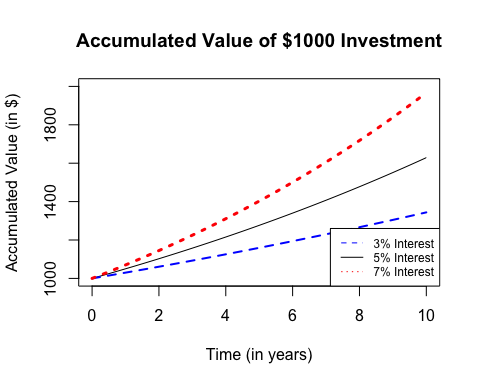 Accumulated Value of $1000 Investment
Accumulated Value (in $)
1800
1400
1000
3% Interest
5% Interest
7% Interest
0 2 4 6 8 10
Time (in years)